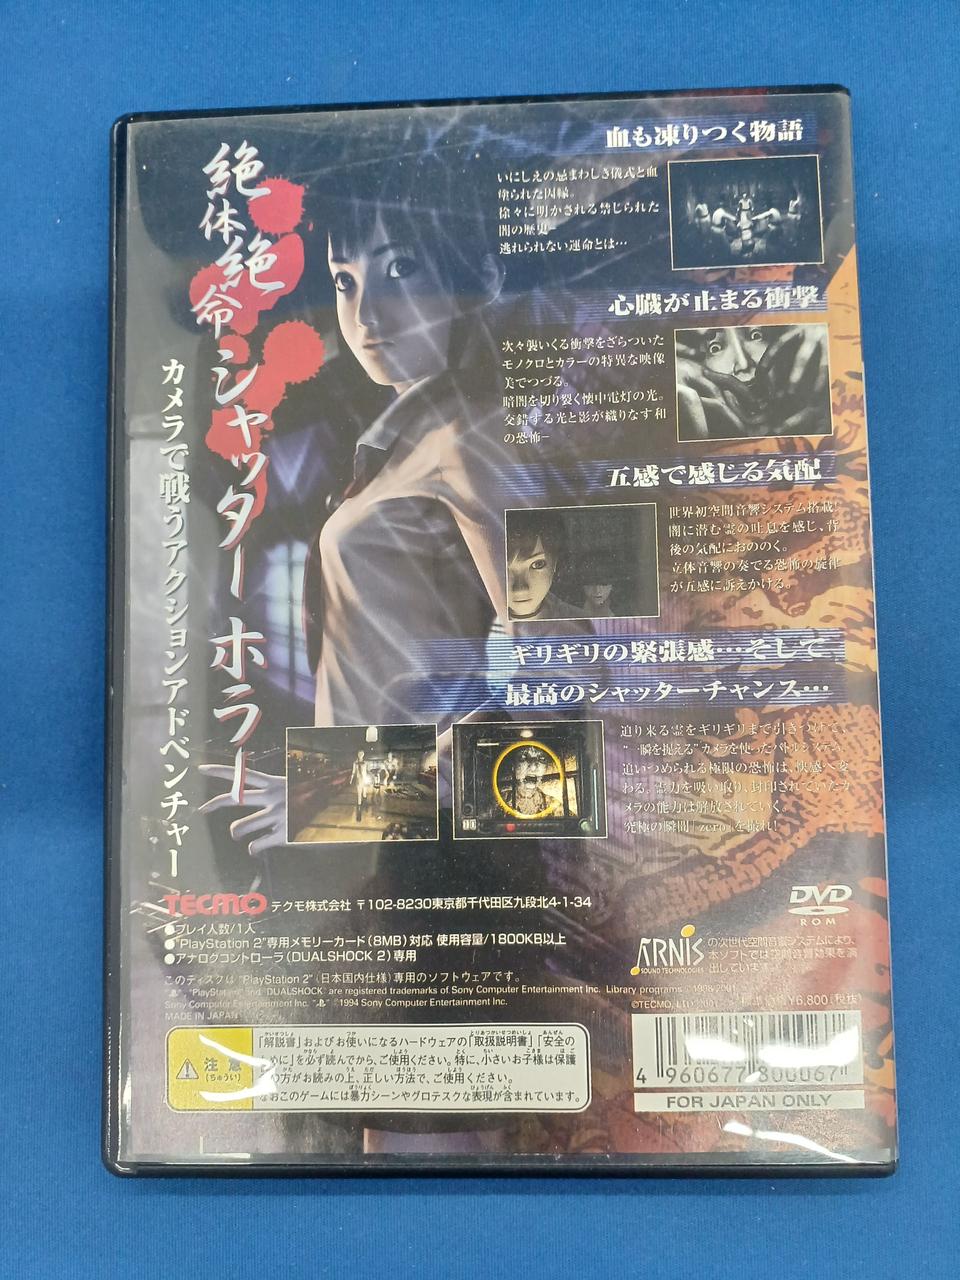 絶体絶命シャッターホラー
カメラで戦うアクションアドベンチャー
血も凍りつく物語
いにしえの忌まわしき儀式と血
塗られた因縁。
徐々に明かされる禁じられた
闇の歴史―
逃れられない運命とは…
心臓が止まる衝撃
次々襲いくる衝撃をざらついた
モノクロとカラーの特異な映像
美でつづる。
暗闇を切り裂く懐中電灯の光。
交錯する光と影が織りなす和
の恐怖―
五感で感じる気配
世界初空間音響システム搭載!
闇に潜む霊の吐息を感じ、背
後の気配におののく。
立体音響の奏でる恐怖の旋律
が五感に訴えかける。
ギリギリの緊張感…そして
最高のシャッターチャンス…
迫り来る霊をギリギリまで引きつけて、
“一瞬を捉える”カメラを使ったバトルシステム。
追いつめられる極限の恐怖は、快感へ変
わる。霊力を吸い取り、封印されていたカ
メラの能力は解放されていく。
究極の瞬間「zero」を撮れ!
TECMO テクモ株式会社 〒102-8230東京都千代田区九段北4-1-34
●プレイ人数/1人
●"PlayStation 2"専用メモリーカード(8MB)対応 使用容量/1800KB以上
●アナログコントローラ(DUALSHOCK 2)専用
DVD
ROM
ARNIS
SOUND TECHNOLOGIES
の次世代空間音響システムにより、
本ソフトでは空間音響効果を演
出しています。
このディスクは"PlayStation 2"(日本国内仕様)専用のソフトウェアです。
"PlayStation" and "DUALSHOCK" are registered trademarks of Sony Computer Entertainment Inc. Library programs ©1998-2001
Sony Computer Entertainment Inc. ©1994 Sony Computer Entertainment Inc.
MADE IN JAPAN
©TECMO, LTD. 2001 標準価格¥6,800(税抜)
注意
(ちゅうい)
「解説書」およびお使いになるハードウェアの「取扱説明書」「安全の
ために」を必ず読んでから、ご使用ください。特に、小さいお子様は保護
の方がお読みの上、正しい方法で、ご使用ください。
なおこのゲームには暴力シーンやグロテスクな表現が含まれています。
4 960677 800067
FOR JAPAN ONLY